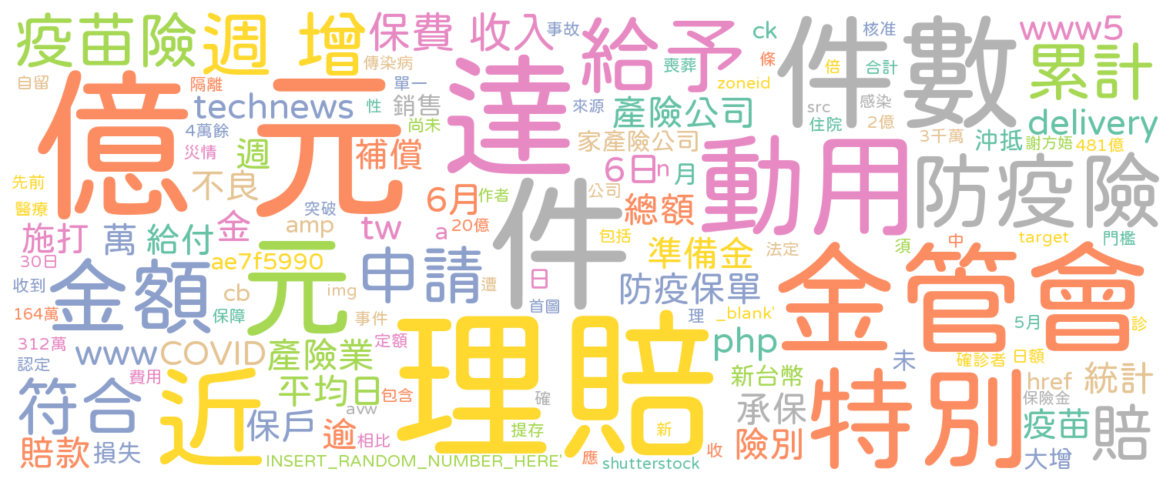 疫苗險
週
增
保費
收入
事故
給予
ck
件數
核准
www5
累計
傳染病
喪葬
條
倍
合計
自留
隔離
億元
technews
性
單一
銷售
達
來源
產險公司
zoneid
src
感染
住院
2億
3千萬
delivery
4萬餘
尚未
家產險公司
沖抵
謝方娪
481億
災情
週
補償
動用
防疫險
先前
不良
6月
作者
件
6日
n
月
總額
醫療
突破
公司
施打
萬
給付
金
amp
tw
a
20億
包括
準備金
法定
須
中
target
門檻
30日
金額
ae7f5990
元
申請
遭
日
防疫保單
金管會
收到
cb
img
首圖
理
_blank'
5月
診
164萬
保障
事件
理賠
php
312萬
www
COVID
產險業
定額
未
確診者
日額
認定
費用
平均日
新台幣
href
統計
符合
近
avw
包含
確
承保
特別
保險金
保戶
逾
相比
提存
新
險別
疫苗
賠
賠款
損失
INSERT_RANDOM_NUMBER_HERE'
應
shutterstock
收
大增